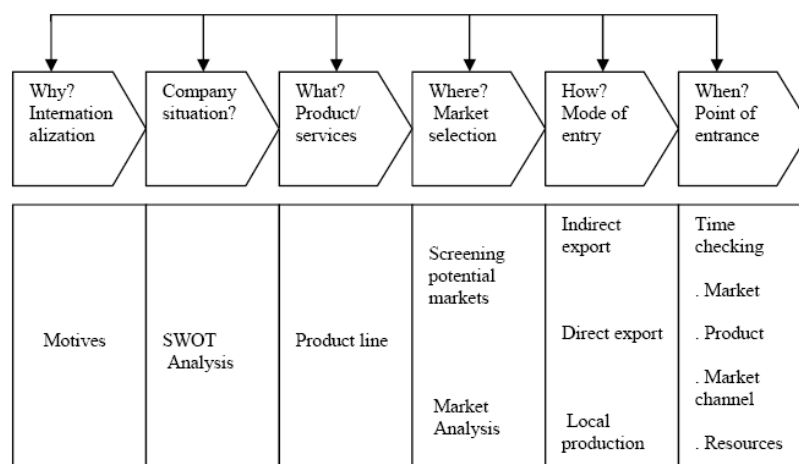 Why?
Internation
alization
Company
situation?
What?
Product/
services
Where?
Market
selection
How?
Mode of
entry
When?
Point of
entrance
Motives
SWOT
Analysis
Product line
Screening
potential
markets
Market
Analysis
Indirect
export
Direct export
Local
production
Time
checking
. Market
. Product
. Market
channel
. Resources